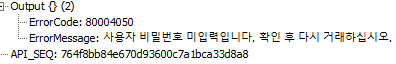 Output {} (2)
ErrorCode: 80004050
ErrorMessage: 사용자 비밀번호 미입력입니다. 확인 후 다시 거래하십시오.
API_SEQ: 764f8bb84e670d93600c7a1bca33d8a8